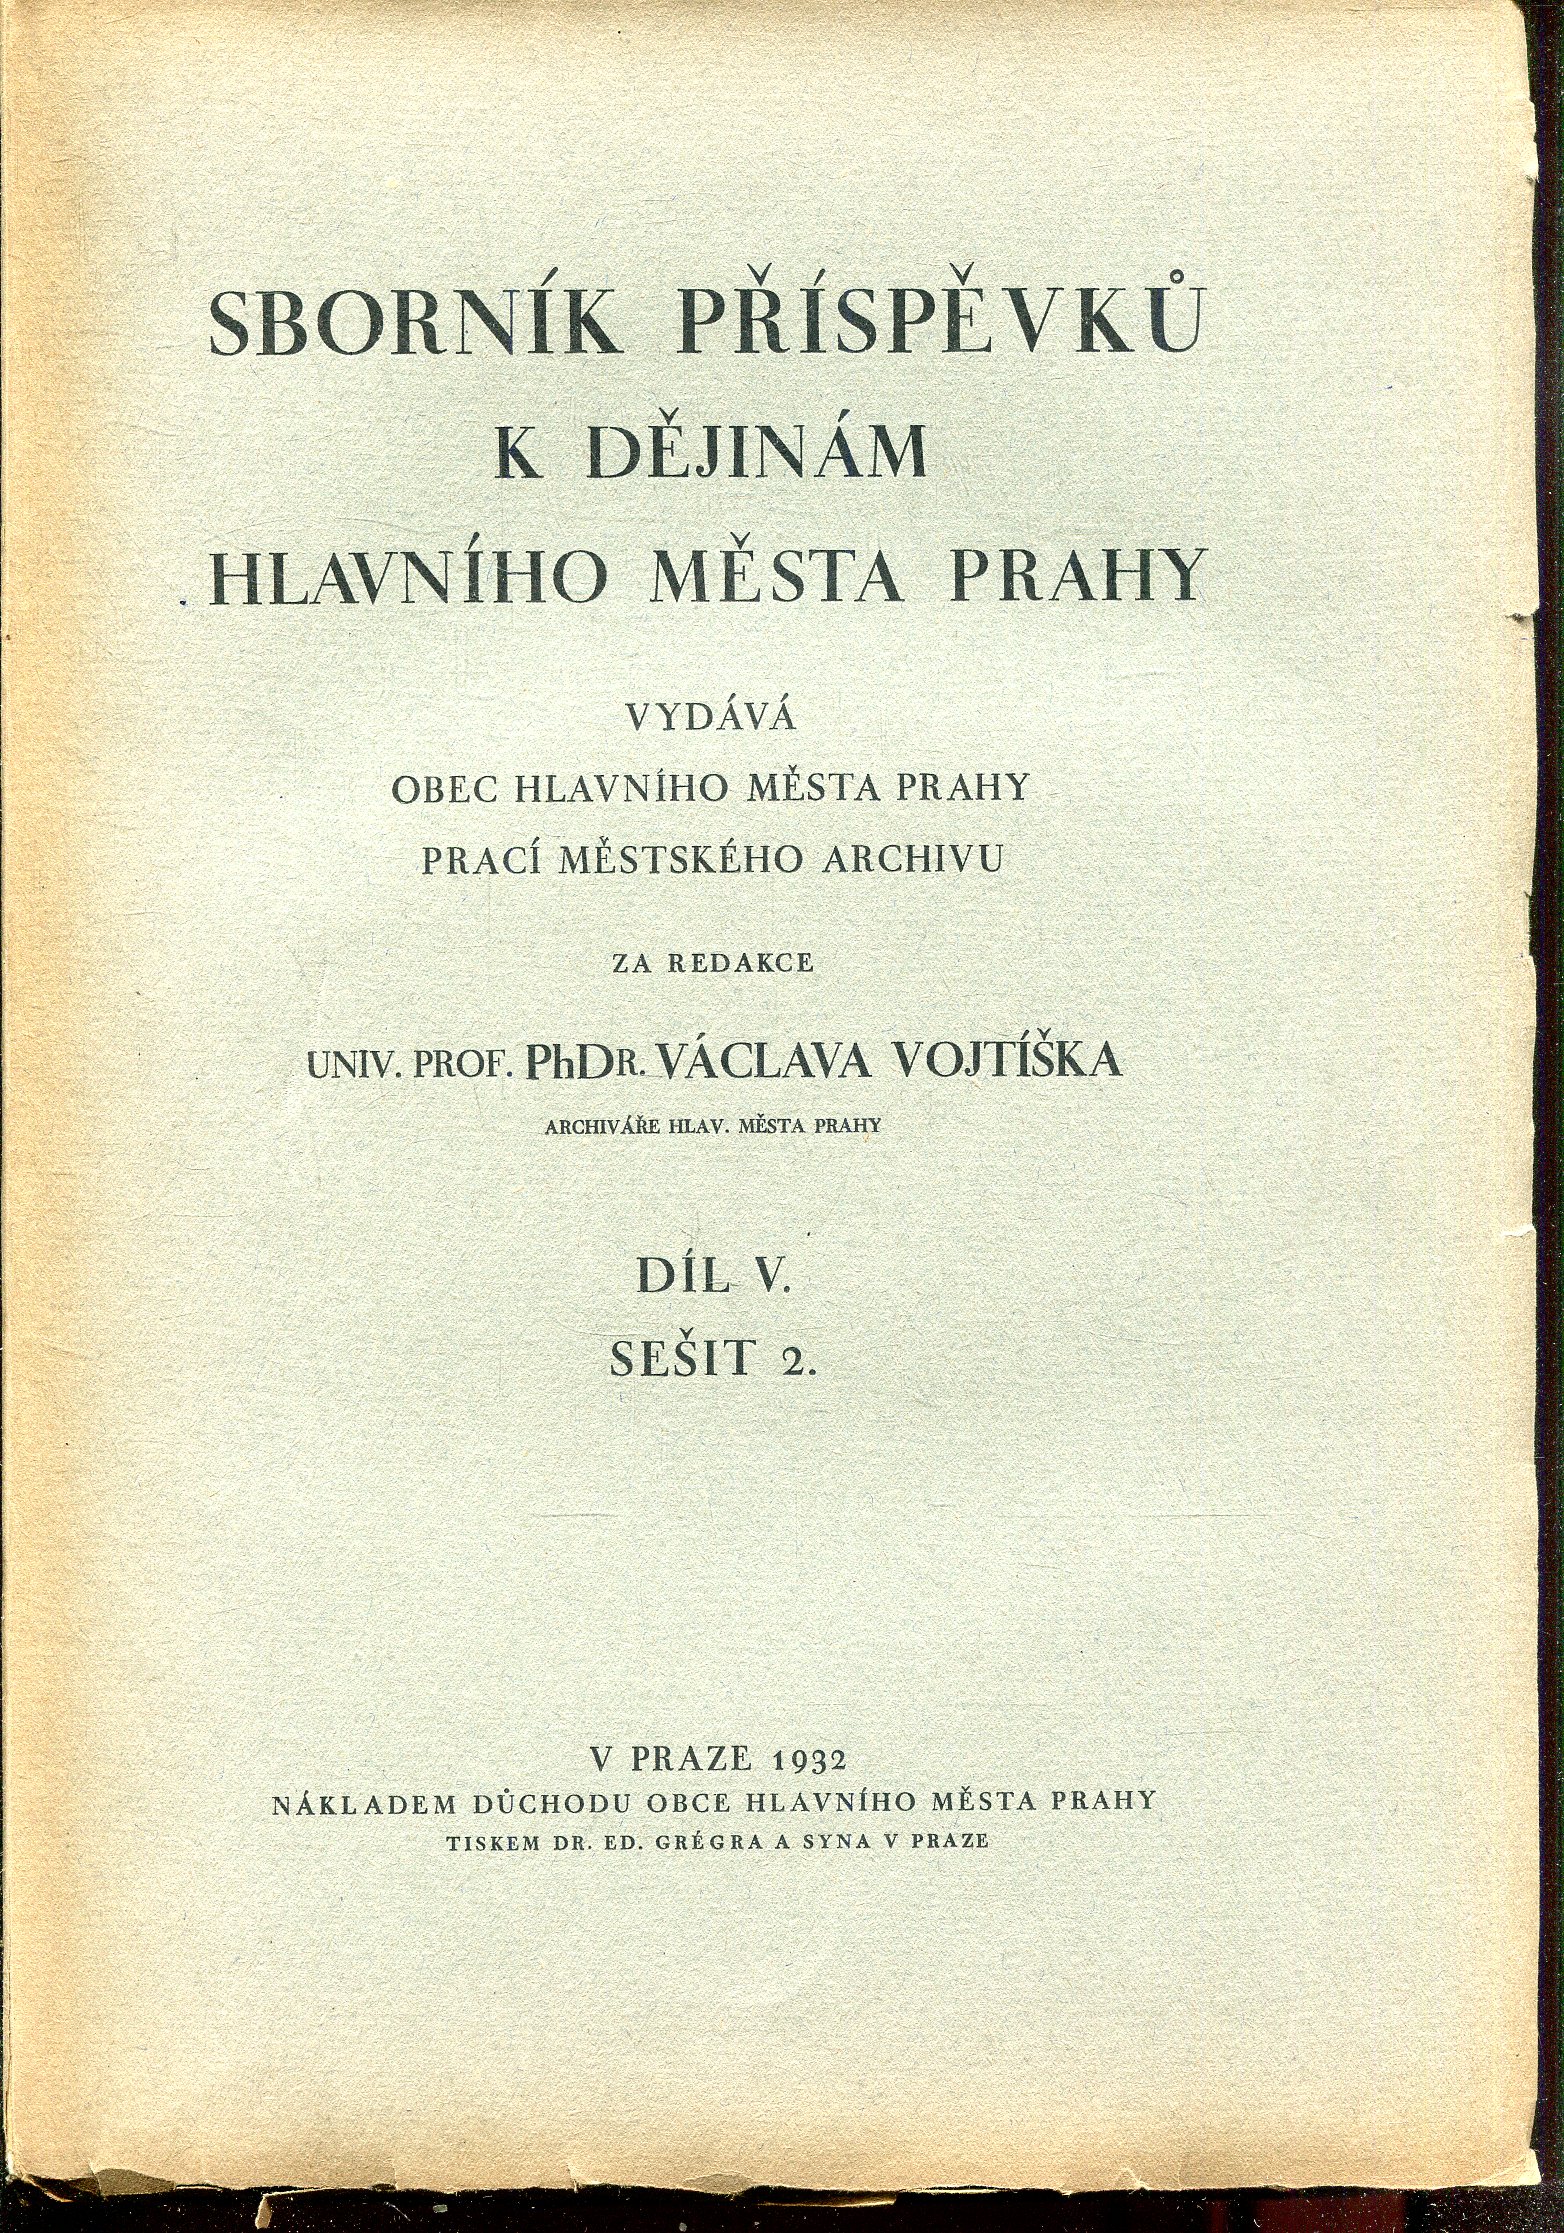 SBORNÍK PŘÍSPĚVKŮ
K DĚJINÁM
HLAVNÍHO MĚSTA PRAHY
VYDÁVÁ
OBEC HLAVNÍHO MĚSTA PRAHY
PRACÍ MĚSTSKÉHO ARCHIVU
ZA REDAKCE
UNIV. PROF. PhDR. VÁCLAVA VOJTÍŠKA
ARCHIVÁŘE HLAV. MĚSTA PRAHY
DÍL V.
SEŠIT 2.
V PRAZE 1932
NÁKLADEM DŮCHODU OBCE HLAVNÍHO MĚSTA PRAHY
TISKEM DR. ED. GRÉGRA A SYNA V PRAZE